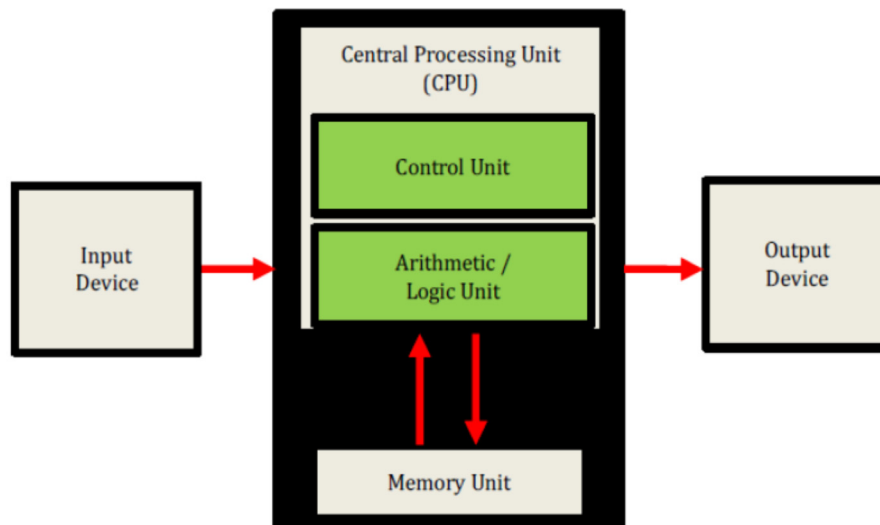 Central Processing Unit
(CPU)
Control Unit
Input
Device
Arithmetic /
Logic Unit
Output
Device
Memory Unit